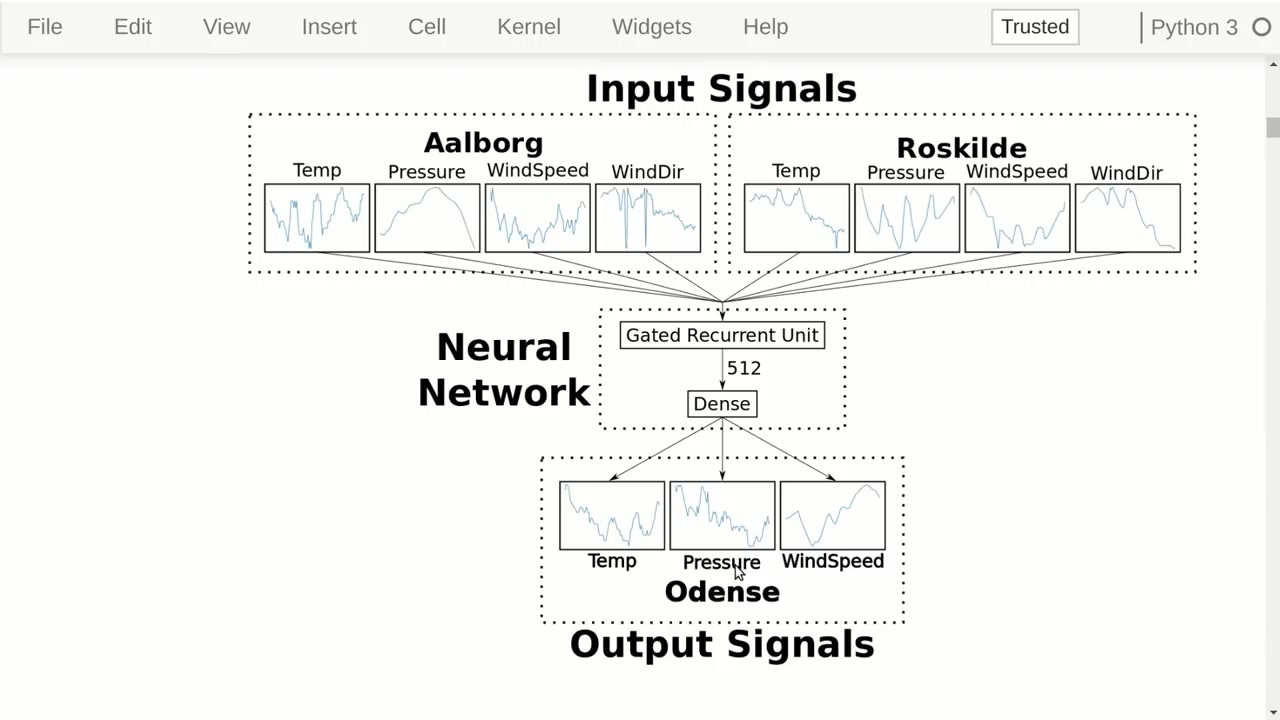 File Edit View Insert Cell Kernel Widgets Help Trusted Python 3
Input Signals
Aalborg
Temp Pressure WindSpeed WindDir
Roskilde
Temp Pressure WindSpeed WindDir
Neural
Network
Gated Recurrent Unit
512
Dense
Temp Pressure WindSpeed
Odense
Output Signals